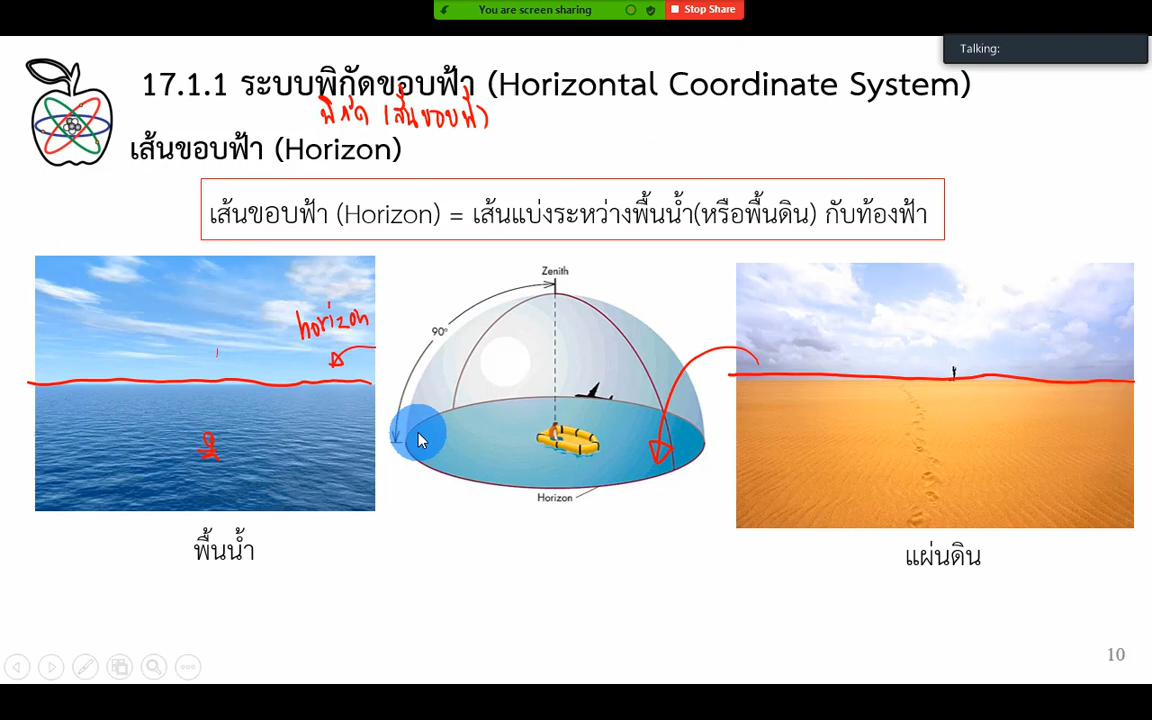 You are screen sharing
Stop Share
Talking:
17.1.1 ระบบพิกัดขอบฟ้า (Horizontal Coordinate System)
พิกัด เส้นขอบฟ้า
เส้นขอบฟ้า (Horizon)
เส้นขอบฟ้า (Horizon) = เส้นแบ่งระหว่างพื้นน้ำ(หรือพื้นดิน) กับท้องฟ้า
horizon
Zenith
90°
Horizon
พื้นน้ำ
แผ่นดิน
10